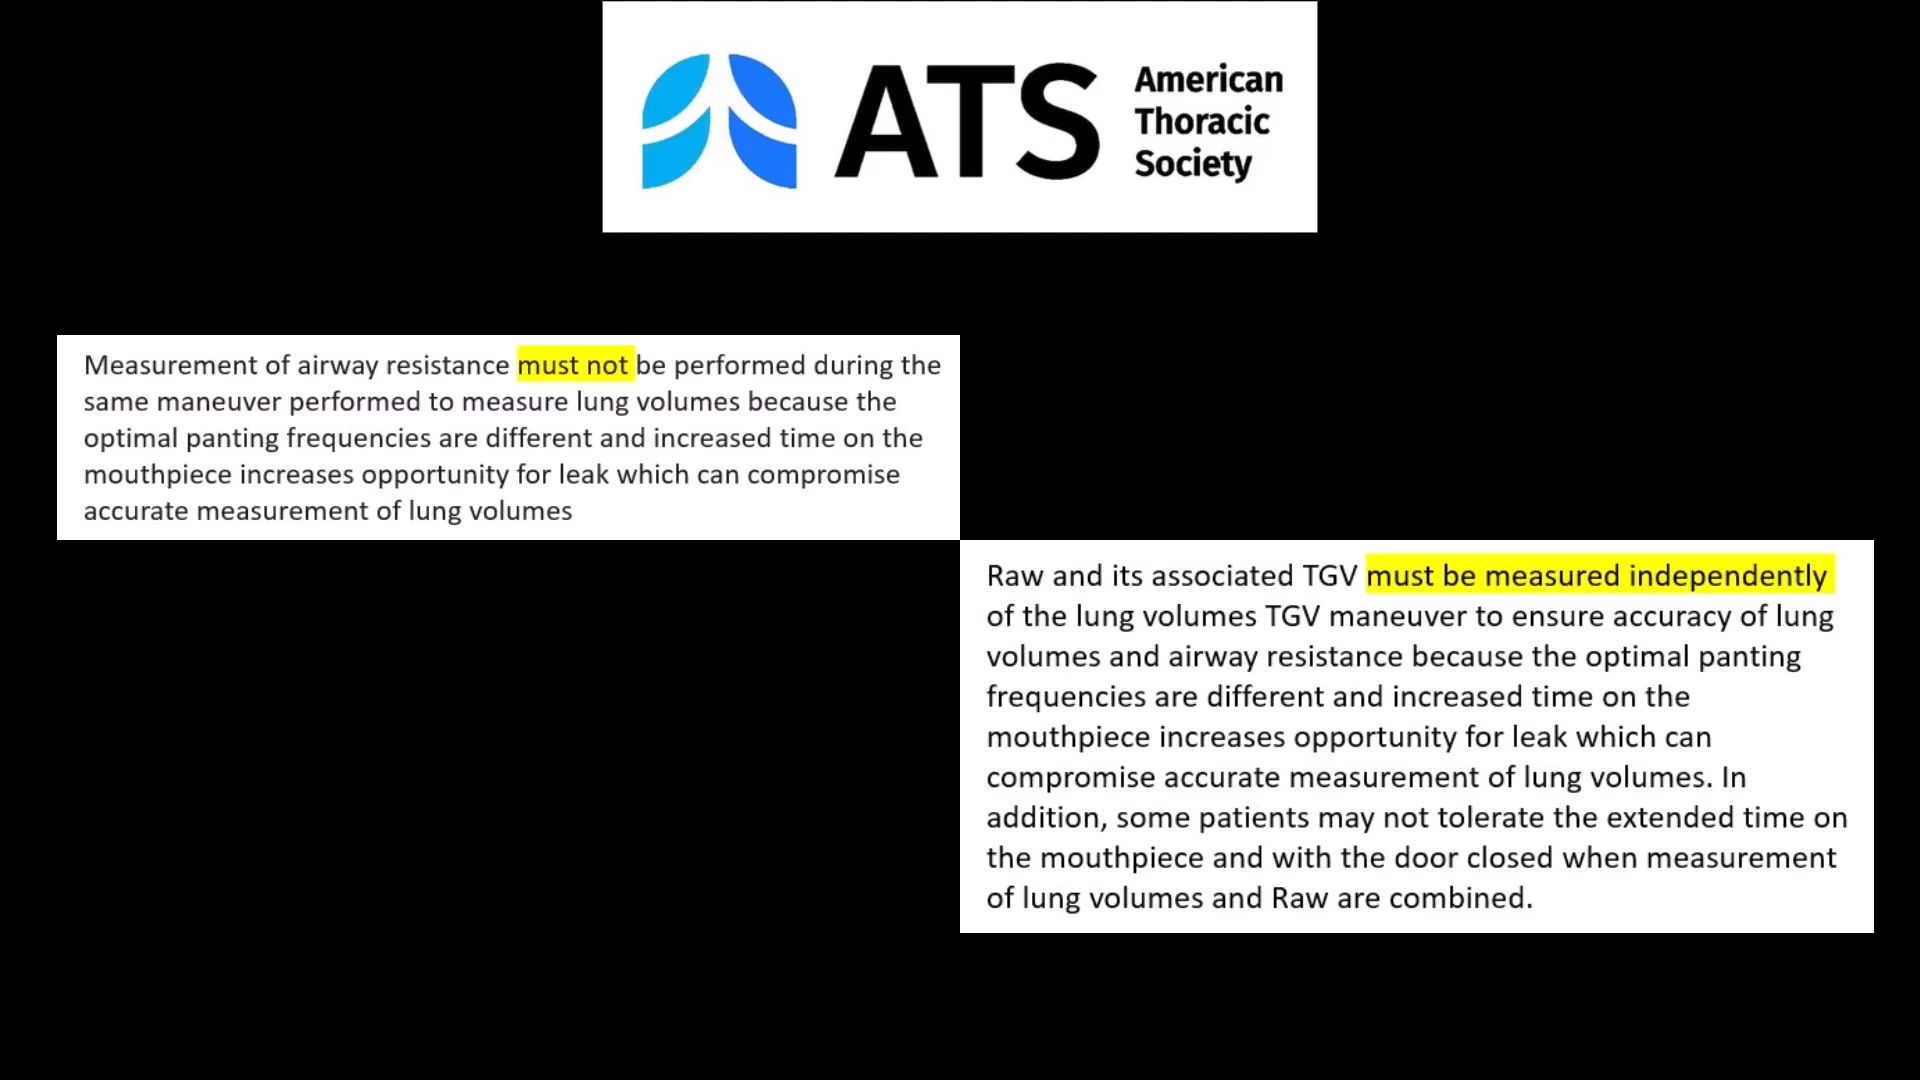 ATS
American
Thoracic
Society
Measurement of airway resistance must not be performed during the
same maneuver performed to measure lung volumes because the
optimal panting frequencies are different and increased time on the
mouthpiece increases opportunity for leak which can compromise
accurate measurement of lung volumes
Raw and its associated TGV must be measured independently
of the lung volumes TGV maneuver to ensure accuracy of lung
volumes and airway resistance because the optimal panting
frequencies are different and increased time on the
mouthpiece increases opportunity for leak which can
compromise accurate measurement of lung volumes. In
addition, some patients may not tolerate the extended time on
the mouthpiece and with the door closed when measurement
of lung volumes and Raw are combined.